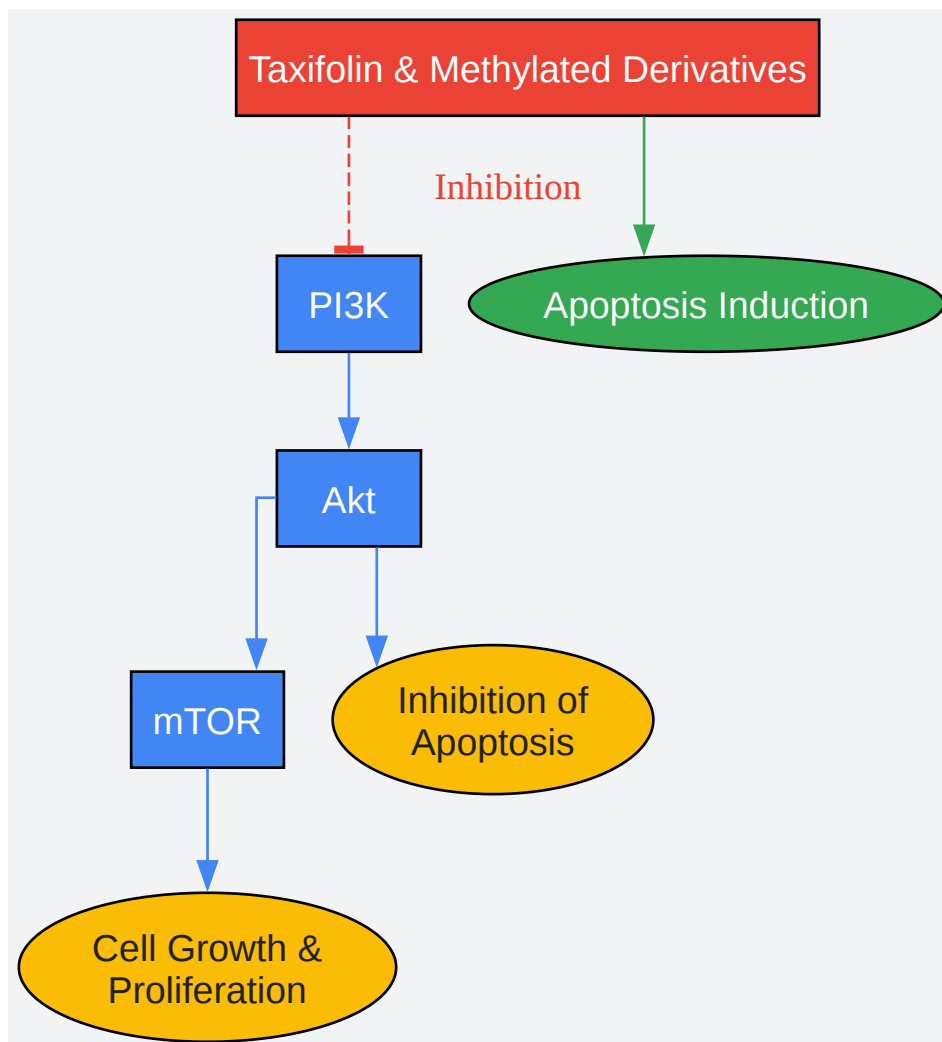 Taxifolin & Methylated Derivatives
Inhibition
PI3K
Apoptosis Induction
Akt
mTOR
Inhibition of
Apoptosis
Cell Growth &
Proliferation